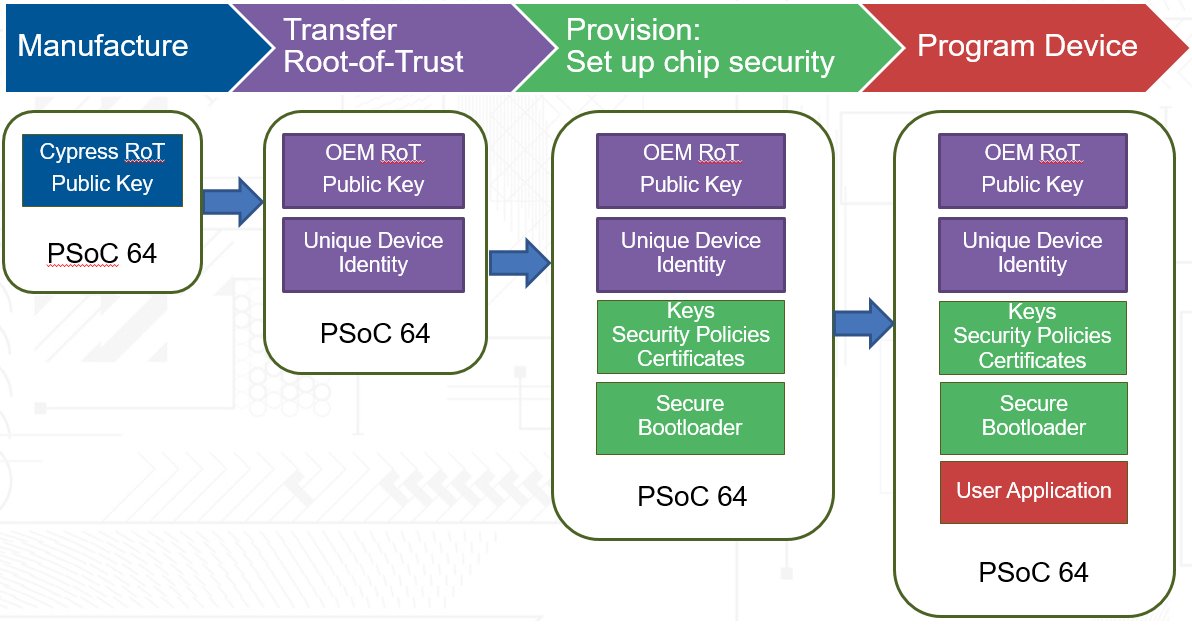 Manufacture
Transfer
Root-of-Trust
Provision:
Set up chip security
Program Device
Cypress RoT
Public Key
PSoC 64
OEM RoT
Public Key
Unique Device
Identity
PSoC 64
OEM RoT
Public Key
Unique Device
Identity
Keys
Security Policies
Certificates
Secure
Bootloader
PSoC 64
OEM RoT
Public Key
Unique Device
Identity
Keys
Security Policies
Certificates
Secure
Bootloader
User Application
PSoC 64